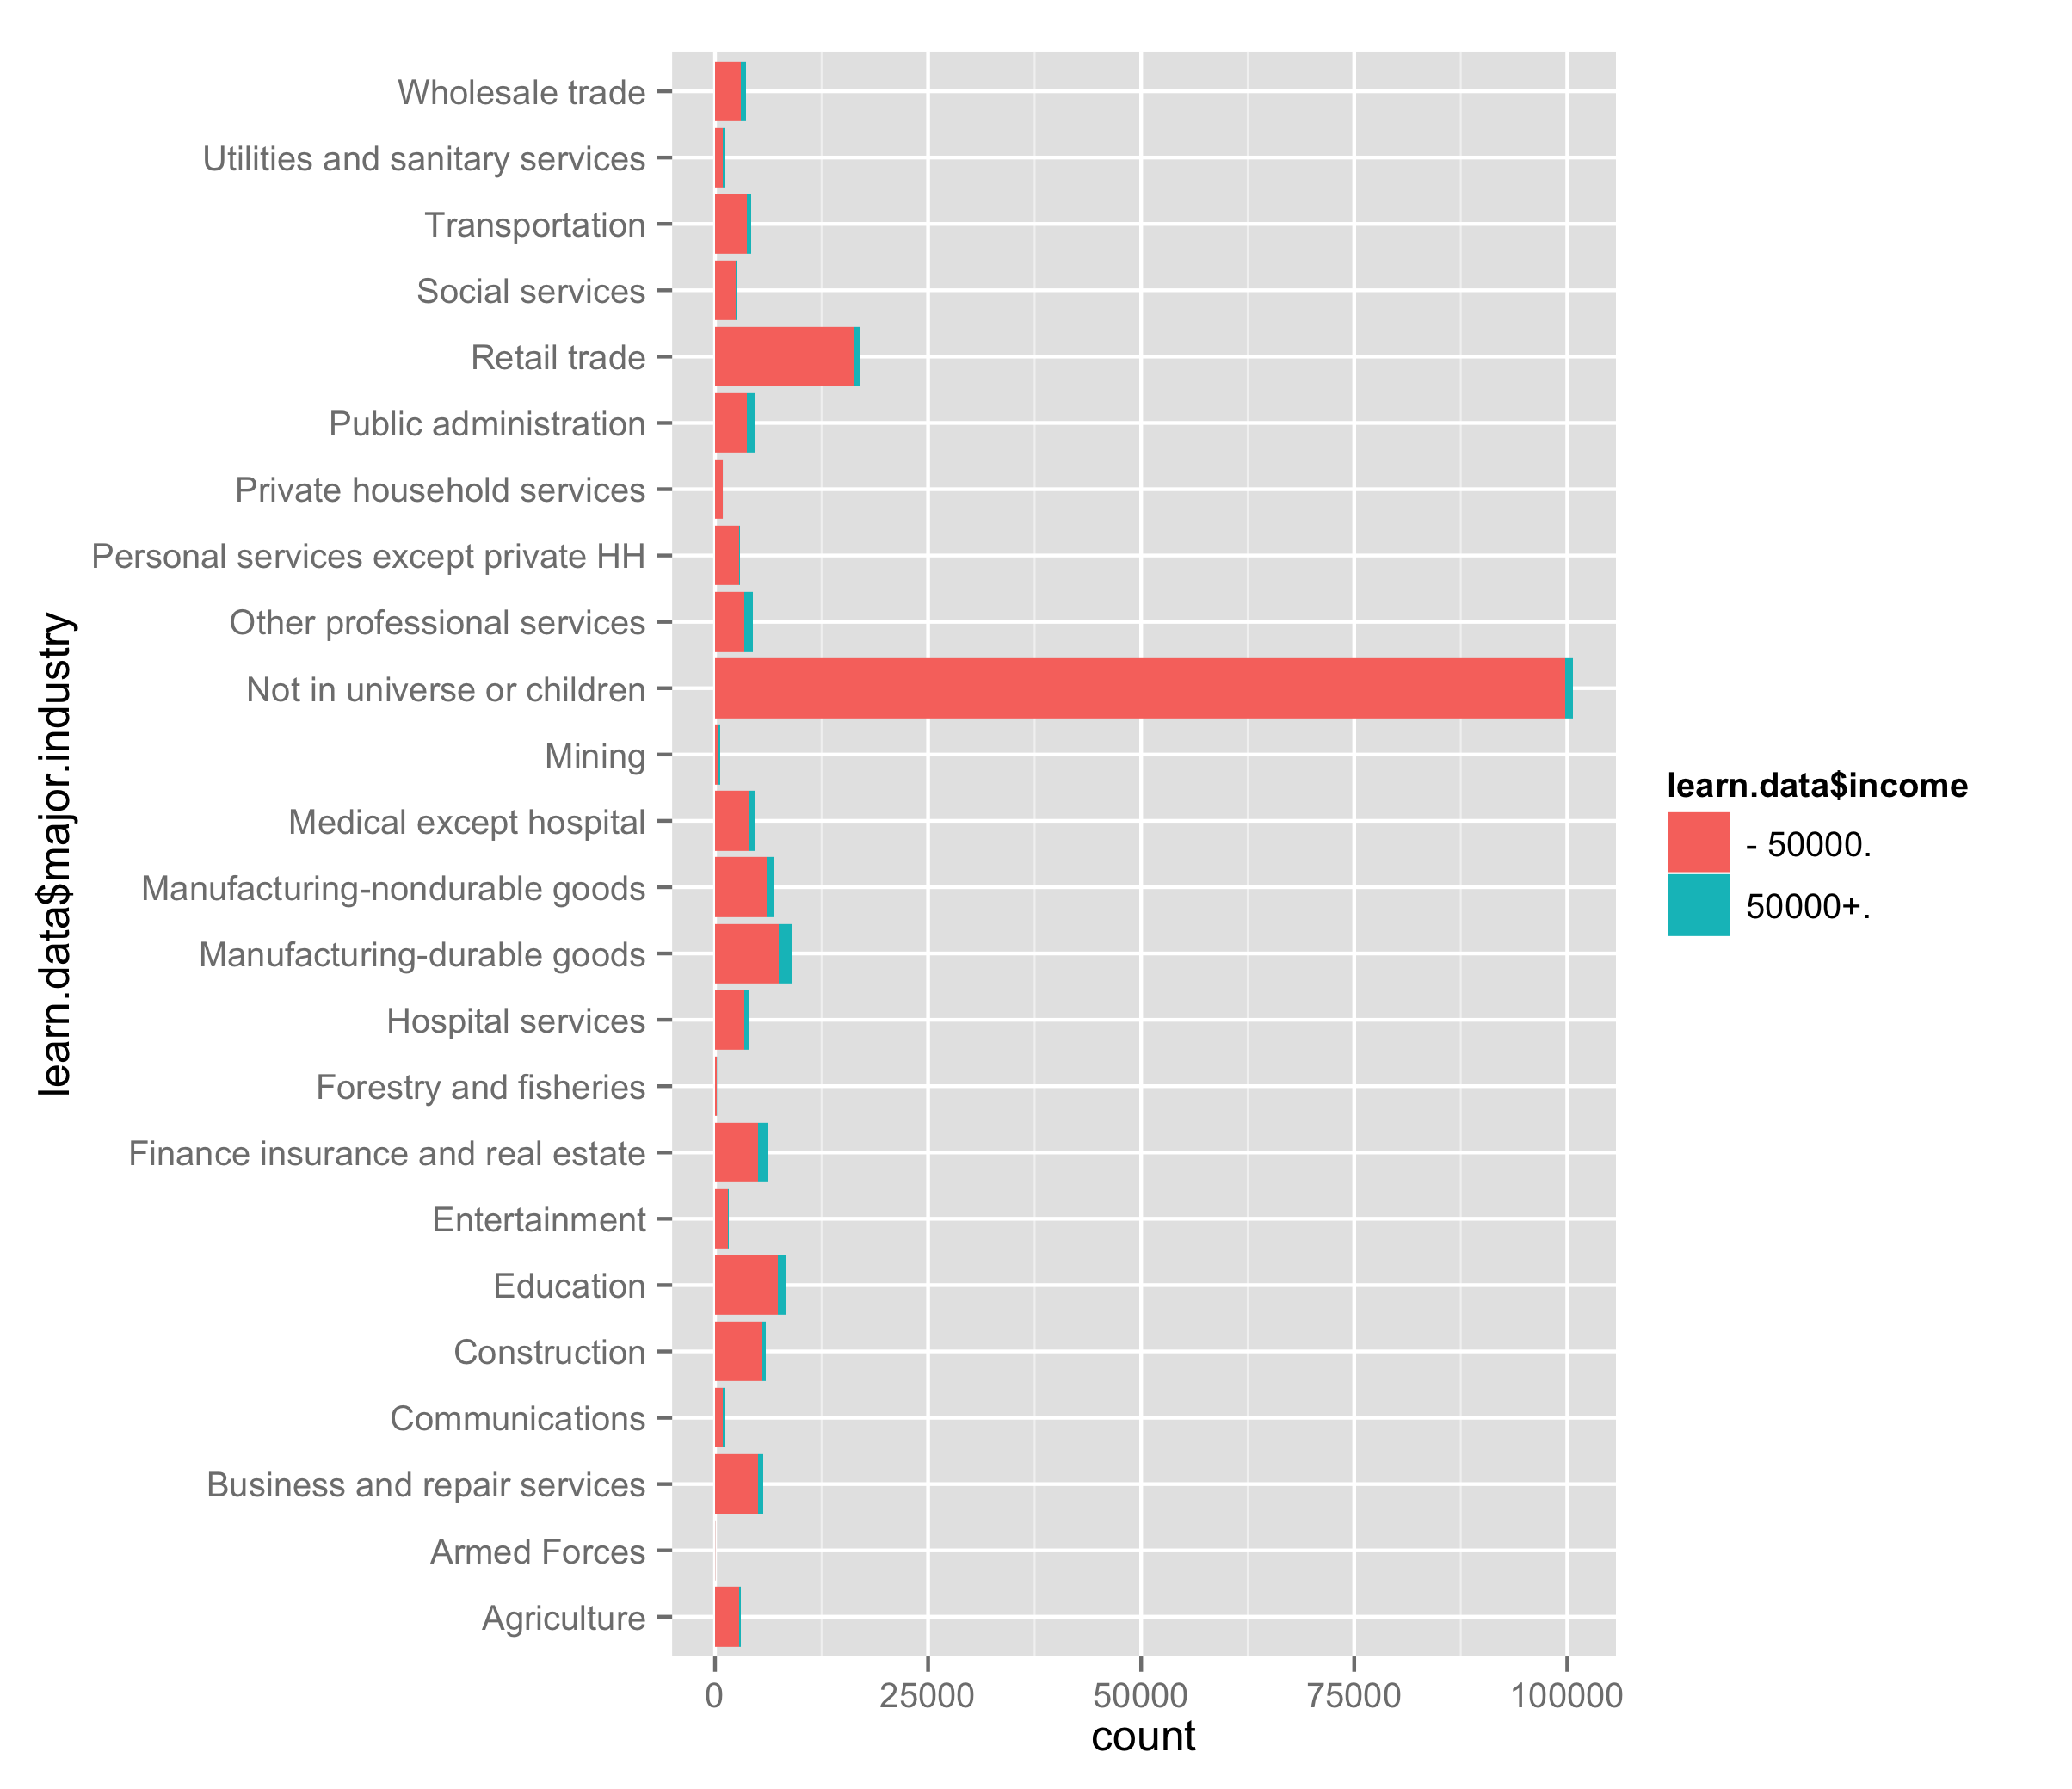 learn.data$major.industry
Wholesale trade
Utilities and sanitary services
Transportation
Social services
Retail trade
Public administration
Private household services
Personal services except private HH
Other professional services
Not in universe or children
Mining
Medical except hospital
Manufacturing-nondurable goods
Manufacturing-durable goods
Hospital services
Forestry and fisheries
Finance insurance and real estate
Entertainment
Education
Construction
Communications
Business and repair services
Armed Forces
Agriculture
0 25000 50000 75000 100000
count
learn.data$income
- 50000.
50000+.